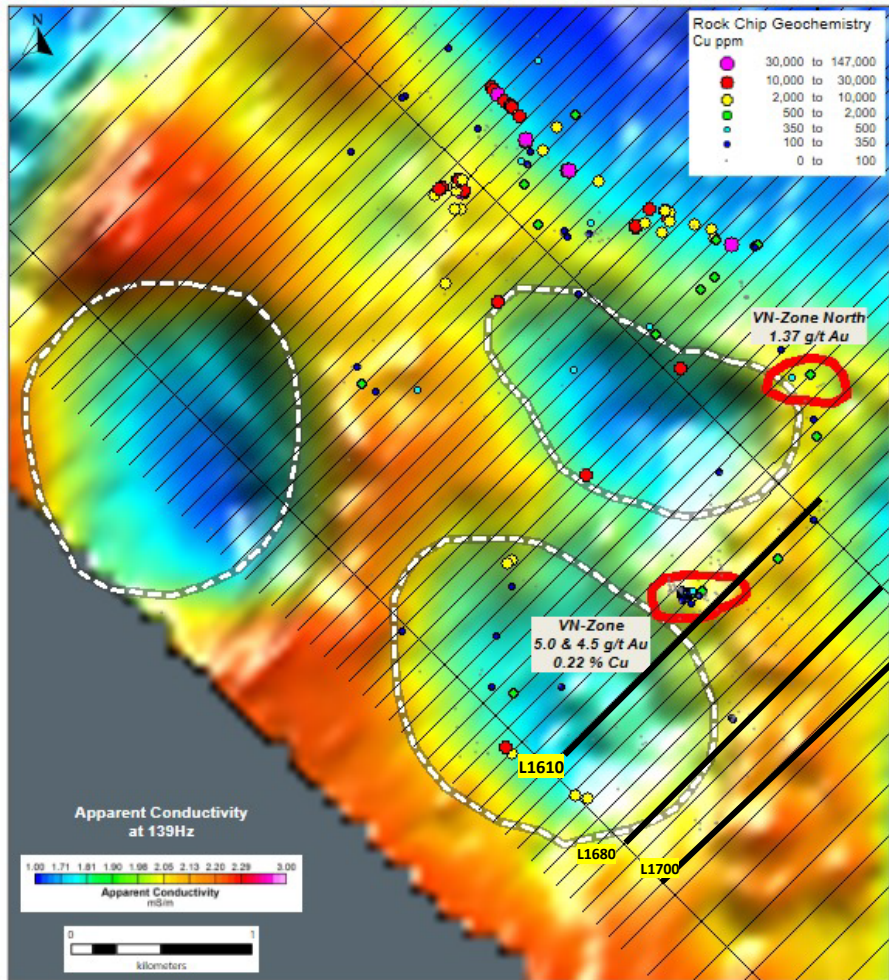 N
Rock Chip Geochemistry
Cu ppm
30,000 to 147,000
10,000 to 30,000
2,000 to 10,000
500 to 2,000
350 to 500
100 to 350
0 to 100
VN-Zone North
1.37 g/t Au
VN-Zone
5.0 & 4.5 g/t Au
0.22 % Cu
L1610
L1680
L1700
Apparent Conductivity
at 139Hz
1.00 1.71 1.81 1.90 1.98 2.05 2.13 2.20 2.29 3.00
Apparent Conductivity
mS/m
0 1
kilometers